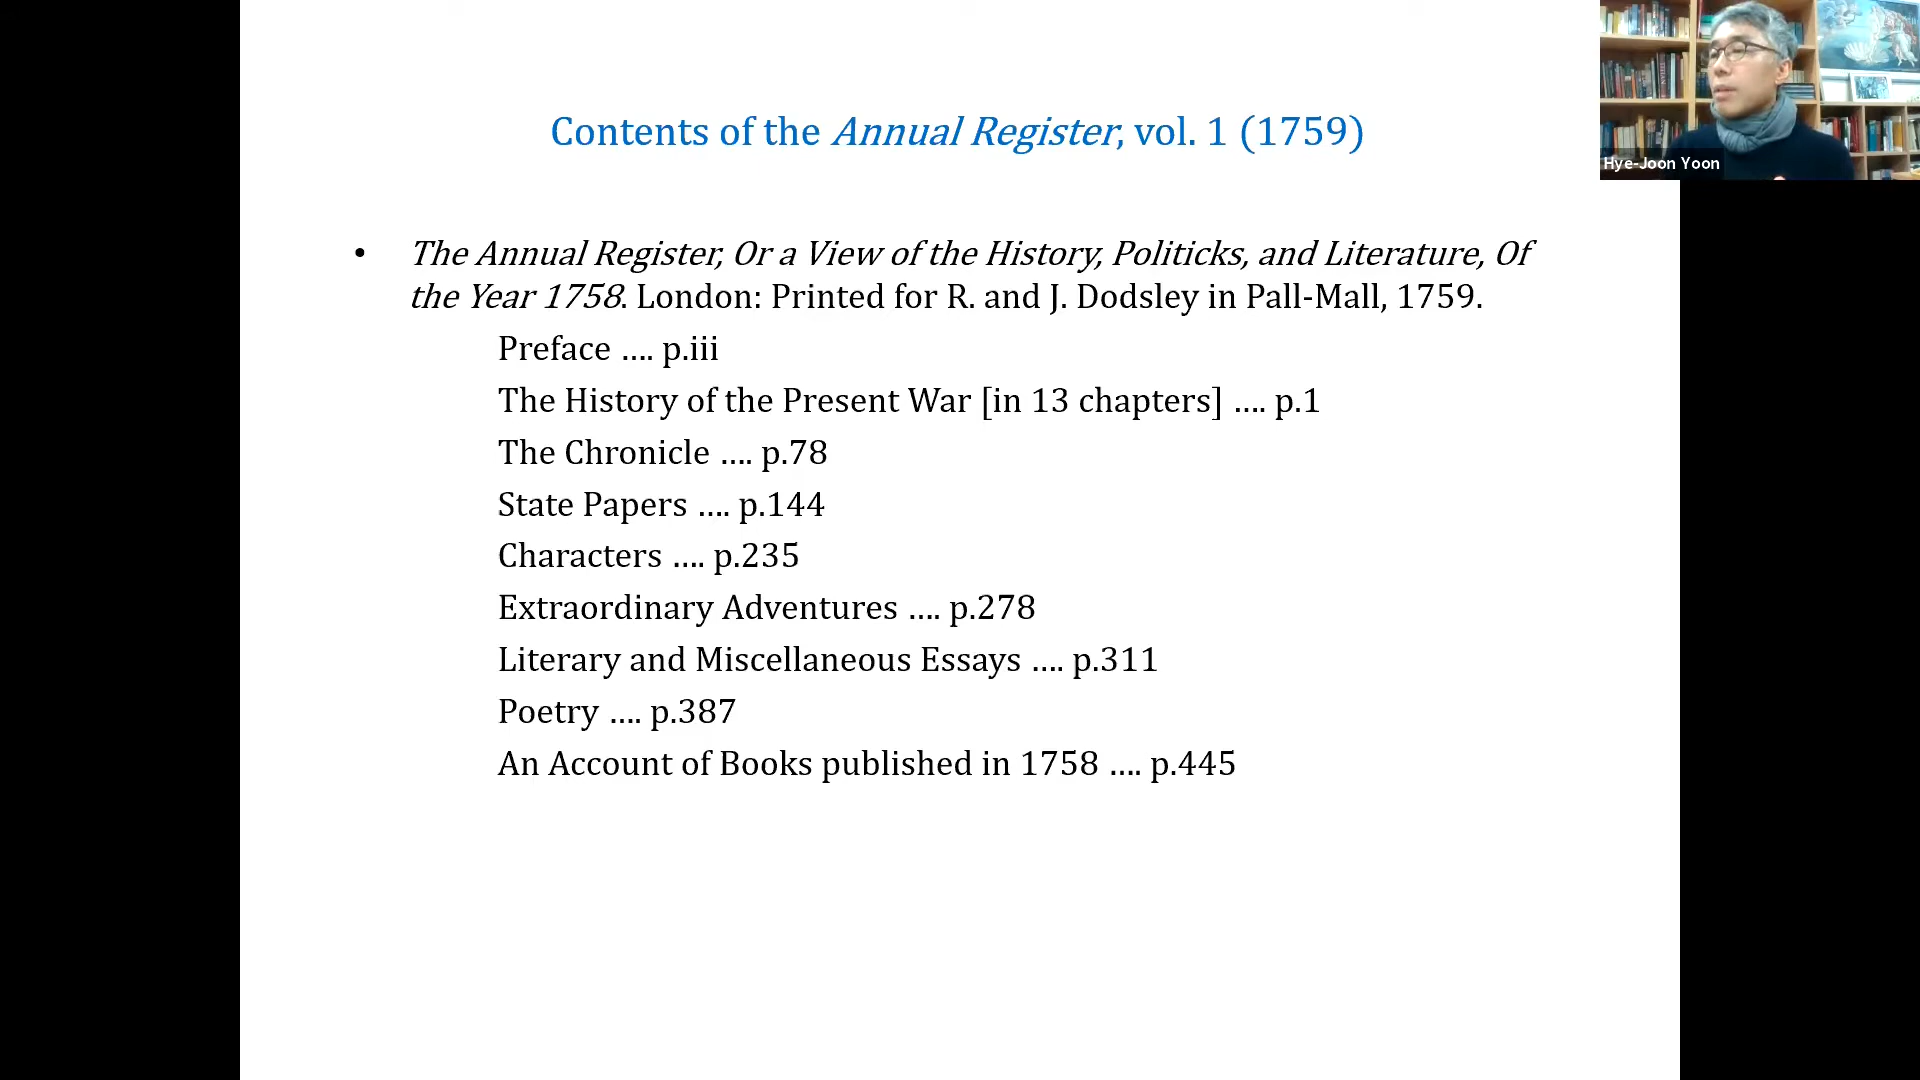 Contents of the Annual Register, vol. 1 (1759)
Hye-Joon Yoon
• The Annual Register, Or a View of the History, Politicks, and Literature, Of
the Year 1758. London: Printed for R. and J. Dodsley in Pall-Mall, 1759.
Preface .... p.iii
The History of the Present War [in 13 chapters] .... p.1
The Chronicle .... p.78
State Papers .... p.144
Characters .... p.235
Extraordinary Adventures .... p.278
Literary and Miscellaneous Essays .... p.311
Poetry .... p.387
An Account of Books published in 1758 .... p.445